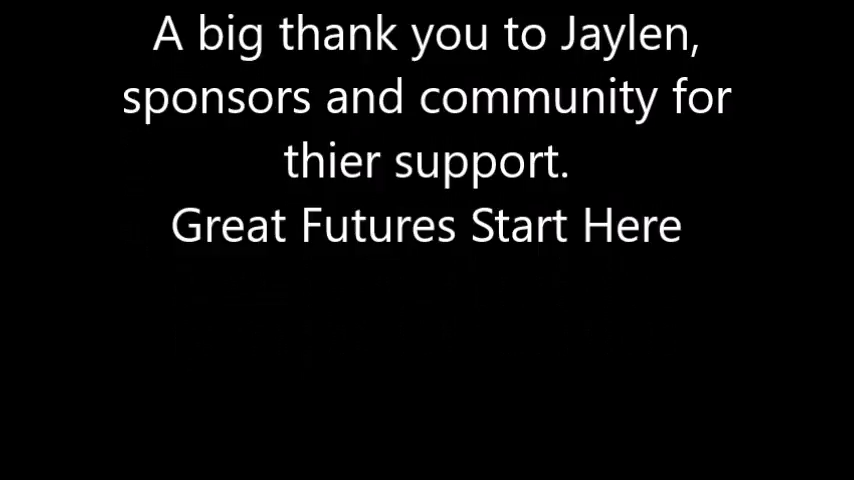 A big thank you to Jaylen,
sponsors and community for
thier support.
Great Futures Start Here